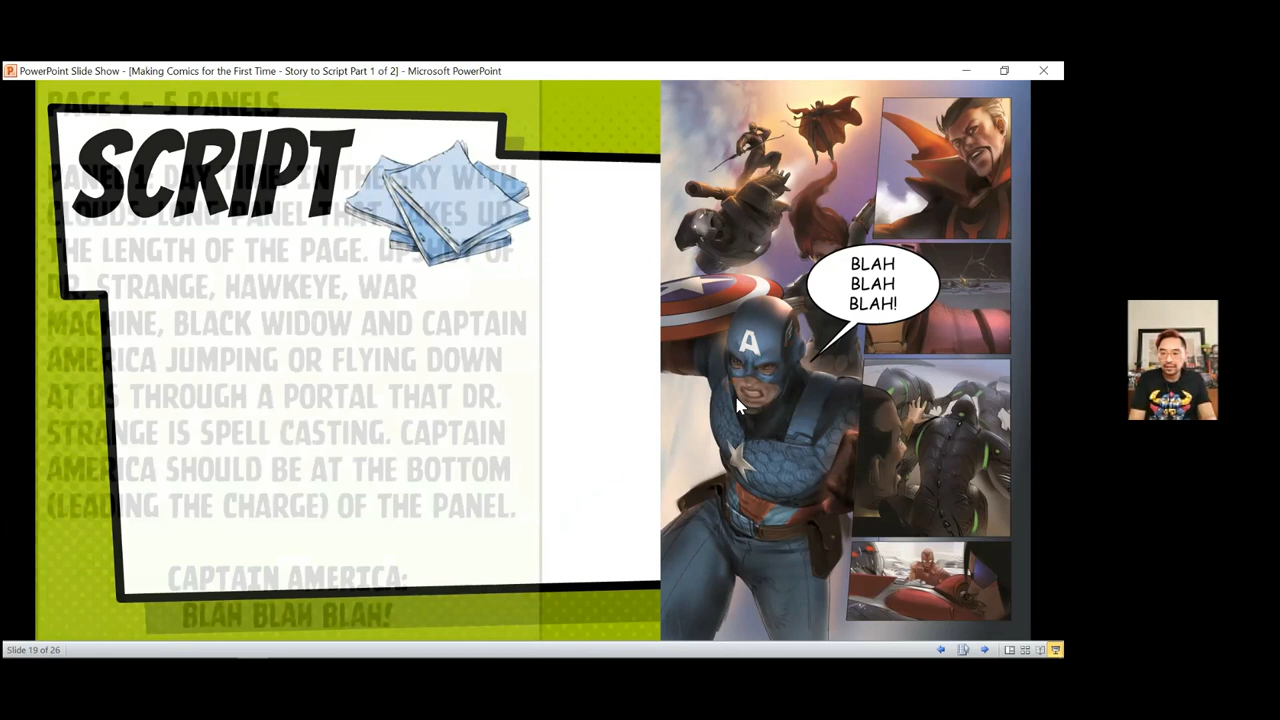 PowerPoint Slide Show - [Making Comics for the First Time - Story to Script Part 1 of 2] - Microsoft PowerPoint
PAGE 1 - 5 PANELS
SCRIPT
PANEL 1. DAY TIME. IN THE SKY WITH
CLOUDS. LONG PANEL THAT TAKES UP
THE LENGTH OF THE PAGE. UPSHOT OF
DR. STRANGE, HAWKEYE, WAR
MACHINE, BLACK WIDOW AND CAPTAIN
AMERICA JUMPING OR FLYING DOWN
AT US THROUGH A PORTAL THAT DR.
STRANGE IS SPELL CASTING. CAPTAIN
AMERICA SHOULD BE AT THE BOTTOM
(LEADING THE CHARGE) OF THE PANEL.
CAPTAIN AMERICA:
BLAH BLAH BLAH!
BLAH
BLAH
BLAH!
A
Slide 19 of 26